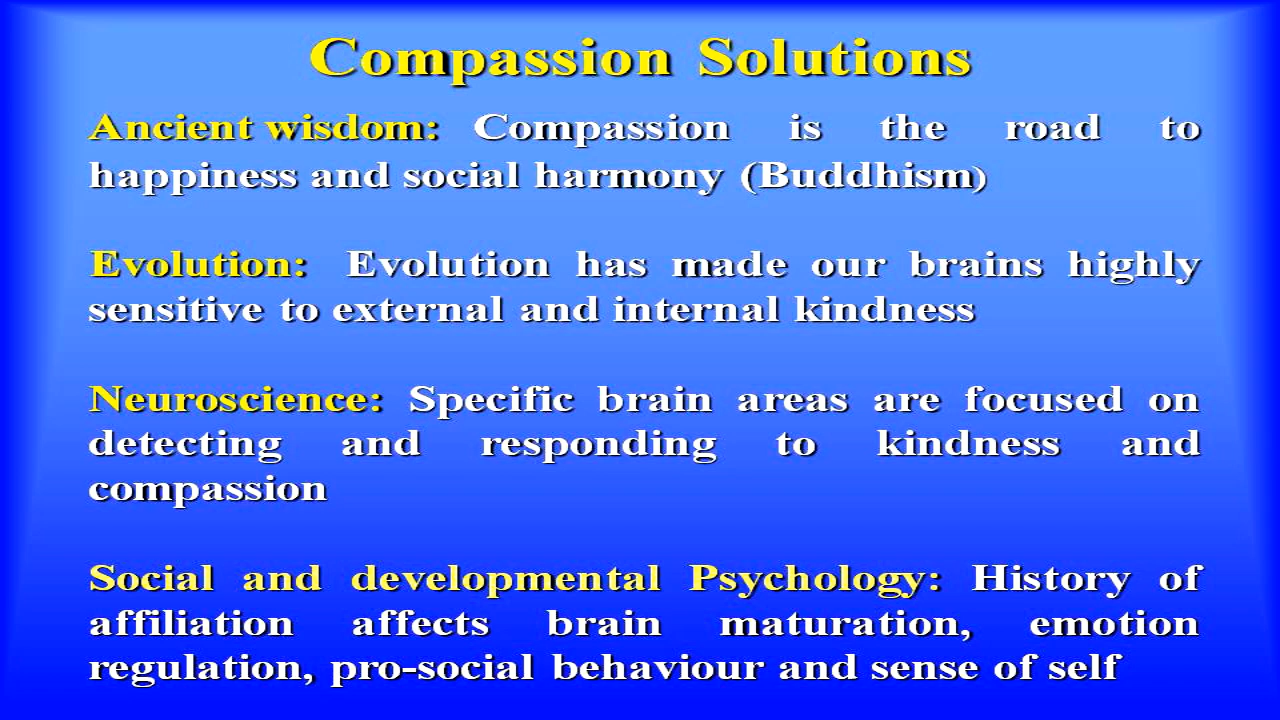 Compassion Solutions
Ancient wisdom: Compassion is the road to
happiness and social harmony (Buddhism)
Evolution: Evolution has made our brains highly
sensitive to external and internal kindness
Neuroscience: Specific brain areas are focused on
detecting and responding to kindness and
compassion
Social and developmental Psychology: History of
affiliation affects brain maturation, emotion
regulation, pro-social behaviour and sense of self